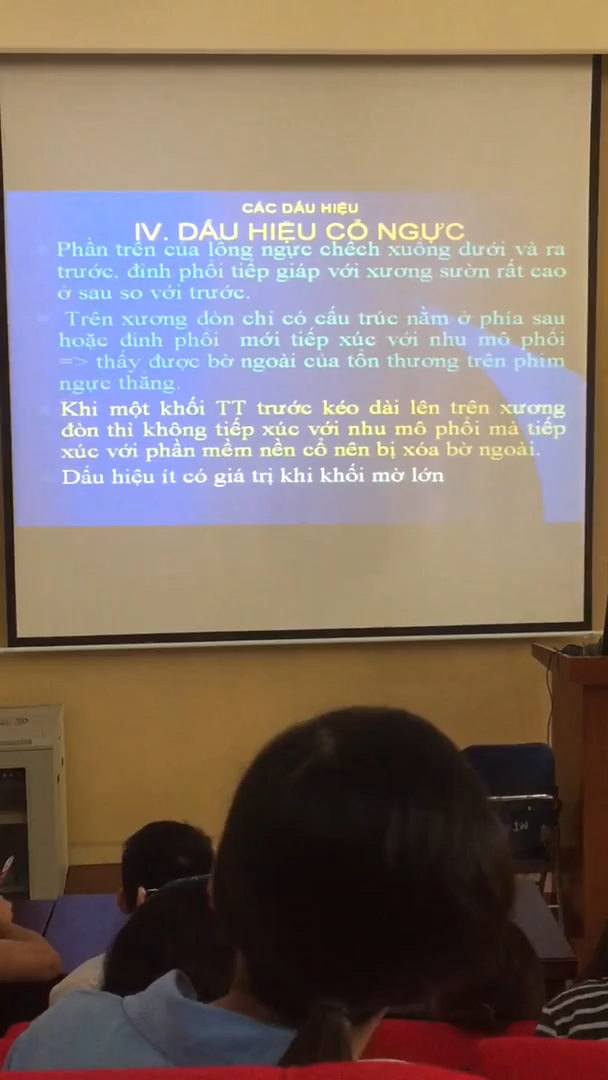 CÁC DẤU HIỆU
IV. DẤU HIỆU CỔ NGỰC
Phần trên của lồng ngực chếch xuống dưới và ra
trước, đỉnh phổi tiếp giáp với xương sườn rất cao
ở sau so với trước.
Trên xương đòn chỉ có cấu trúc nằm ở phía sau
hoặc đỉnh phổi mới tiếp xúc với nhu mô phổi
=> thấy được bờ ngoài của tổn thương trên phim
ngực thẳng.
Khi một khối TT trước kéo dài lên trên xương
đòn thì không tiếp xúc với nhu mô phổi mà tiếp
xúc với phần mềm nền cổ nên bị xóa bờ ngoài.
Dấu hiệu ít có giá trị khi khối mờ lớn